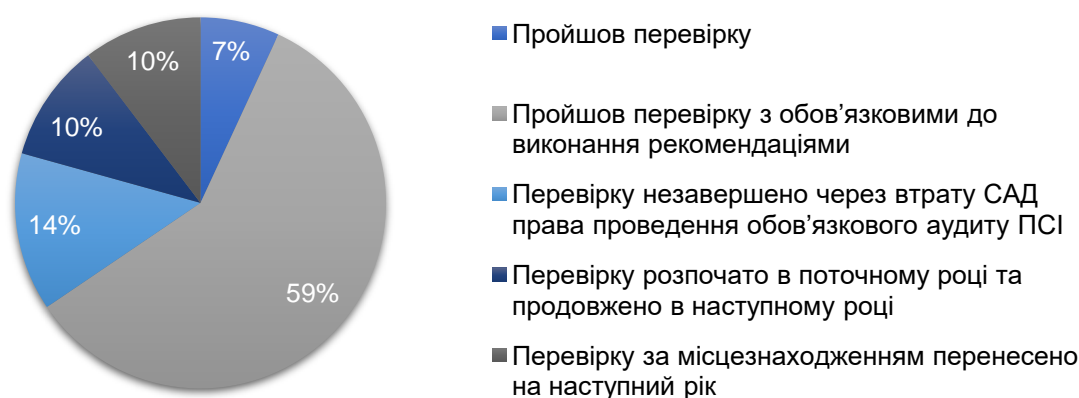 7%
10%
10%
14%
59%
Пройшов перевірку
Пройшов перевірку з обов’язковими до
виконання рекомендаціями
Перевірку незавершено через втрату САД
права проведення обов’язкового аудиту ПСІ
Перевірку розпочато в поточному році та
продовжено в наступному році
Перевірку за місцезнаходженням перенесено
на наступний рік